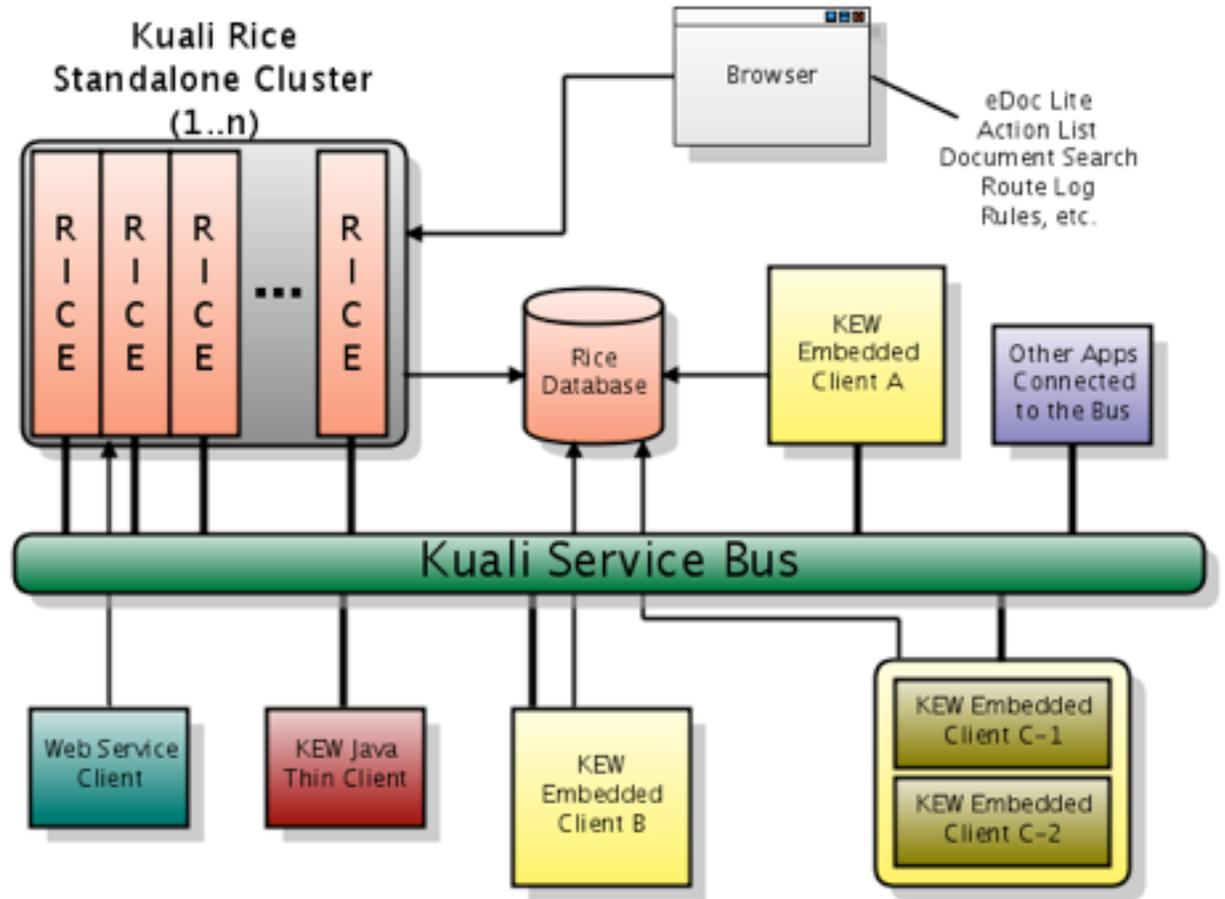 Kuali Rice
Standalone Cluster
(1..n)
Browser
eDoc Lite
Action List
Document Search
Route Log
Rules, etc.
R
I
C
E
R
I
C
E
R
I
C
E
...
R
I
C
E
Rice
Database
KEW
Embedded
Client A
Other Apps
Connected
to the Bus
Kuali Service Bus
Web Service
Client
KEW Java
Thin Client
KEW
Embedded
Client B
KEW Embedded
Client C-1
KEW Embedded
Client C-2